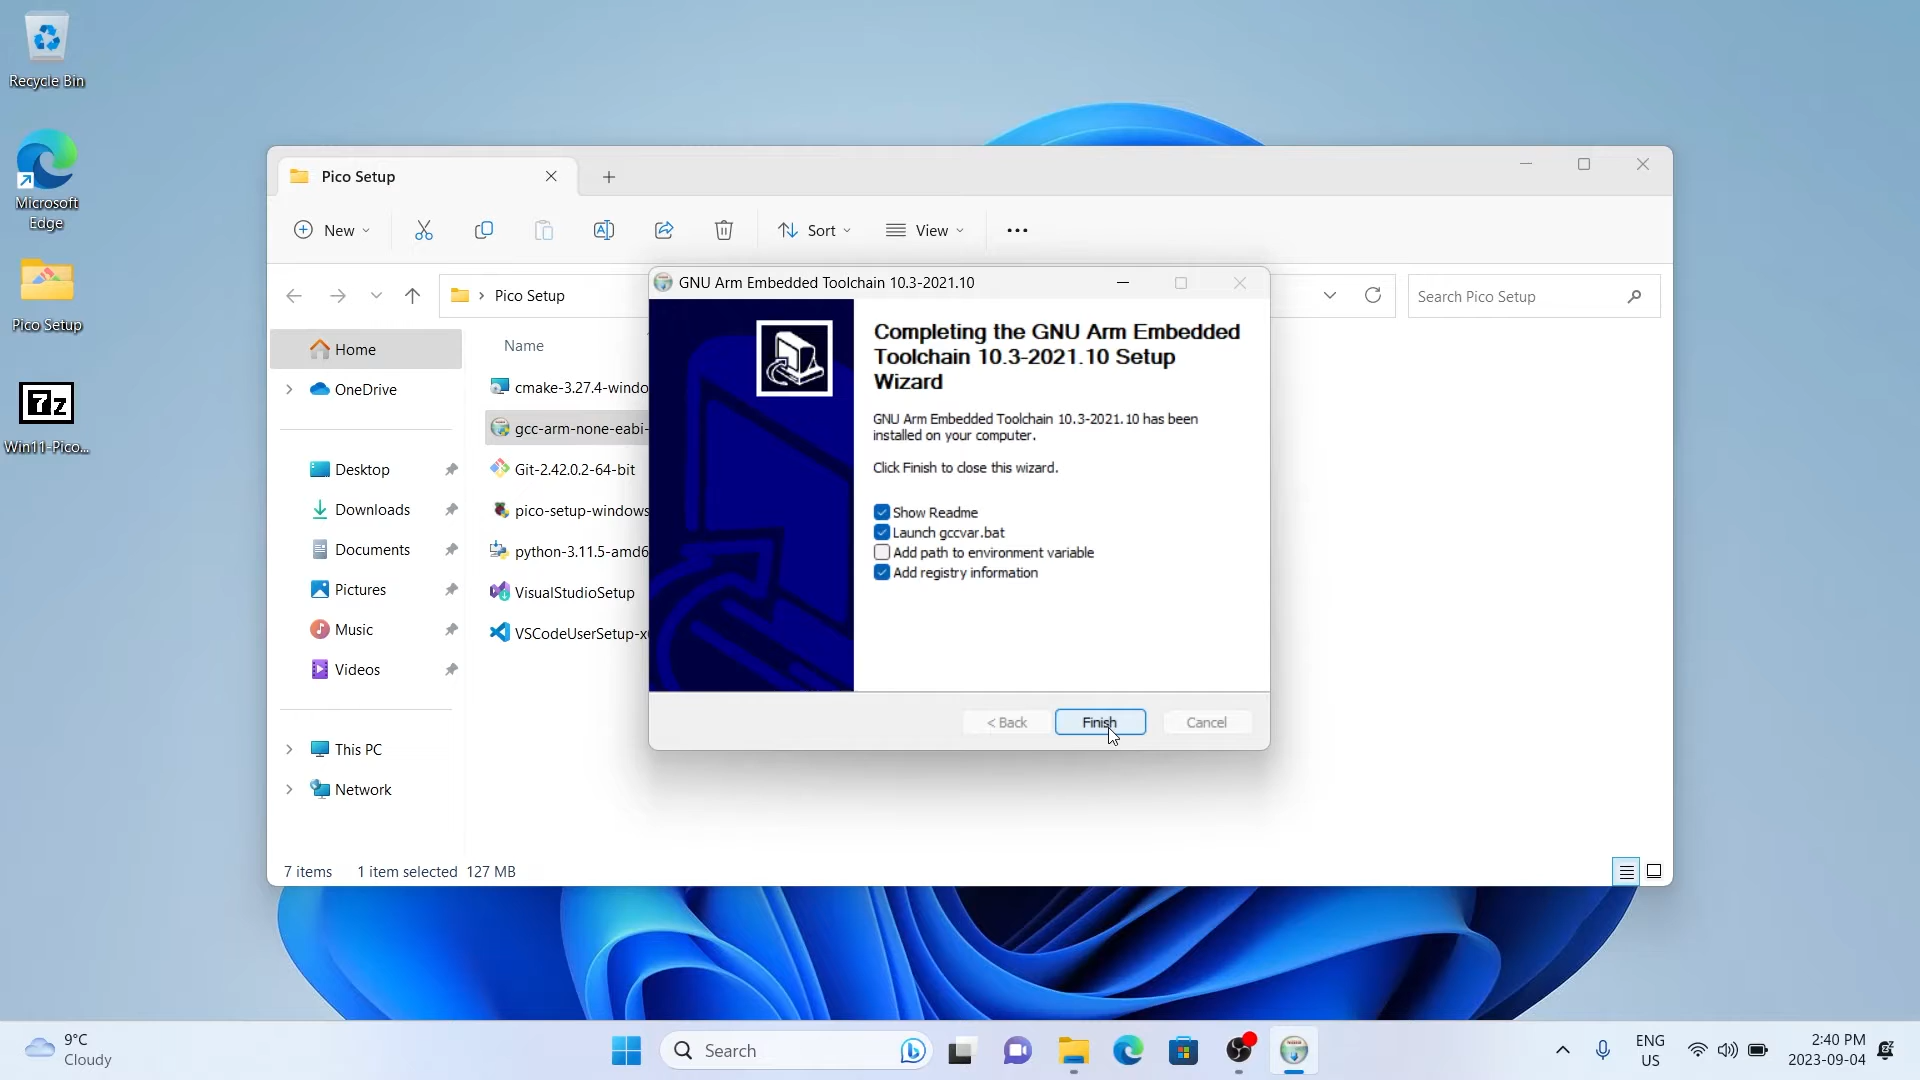 Recycle Bin
Microsoft
Edge
Pico Setup
7z
Win11-Pico...
Pico Setup
New
Sort
View
Pico Setup
Search Pico Setup
Home
OneDrive
Desktop
Downloads
Documents
Pictures
Music
Videos
This PC
Network
Name
cmake-3.27.4-windo
gcc-arm-none-eabi-
Git-2.42.0.2-64-bit
pico-setup-windows
python-3.11.5-amd6
VisualStudioSetup
VSCodeUserSetup-x
7 items 1 item selected 127 MB
GNU Arm Embedded Toolchain 10.3-2021.10
Completing the GNU Arm Embedded
Toolchain 10.3-2021.10 Setup
Wizard
GNU Arm Embedded Toolchain 10.3-2021.10 has been
installed on your computer.
Click Finish to close this wizard.
Show Readme
Launch gccvar.bat
Add path to environment variable
Add registry information
< Back
Finish
Cancel
9°C
Cloudy
Search
ENG
US
2:40 PM
2023-09-04